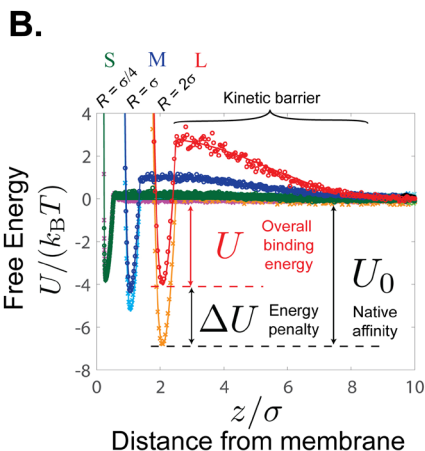 B.
S M L
R = σ/4
R = σ
R = 2σ
Kinetic barrier
4
2
0
-2
-4
-6
-8
Free Energy
U/(k_BT)
U
Overall
binding
energy
ΔU
Energy
penalty
U_0
Native
affinity
0 2 4 6 8 10
z/σ
Distance from membrane